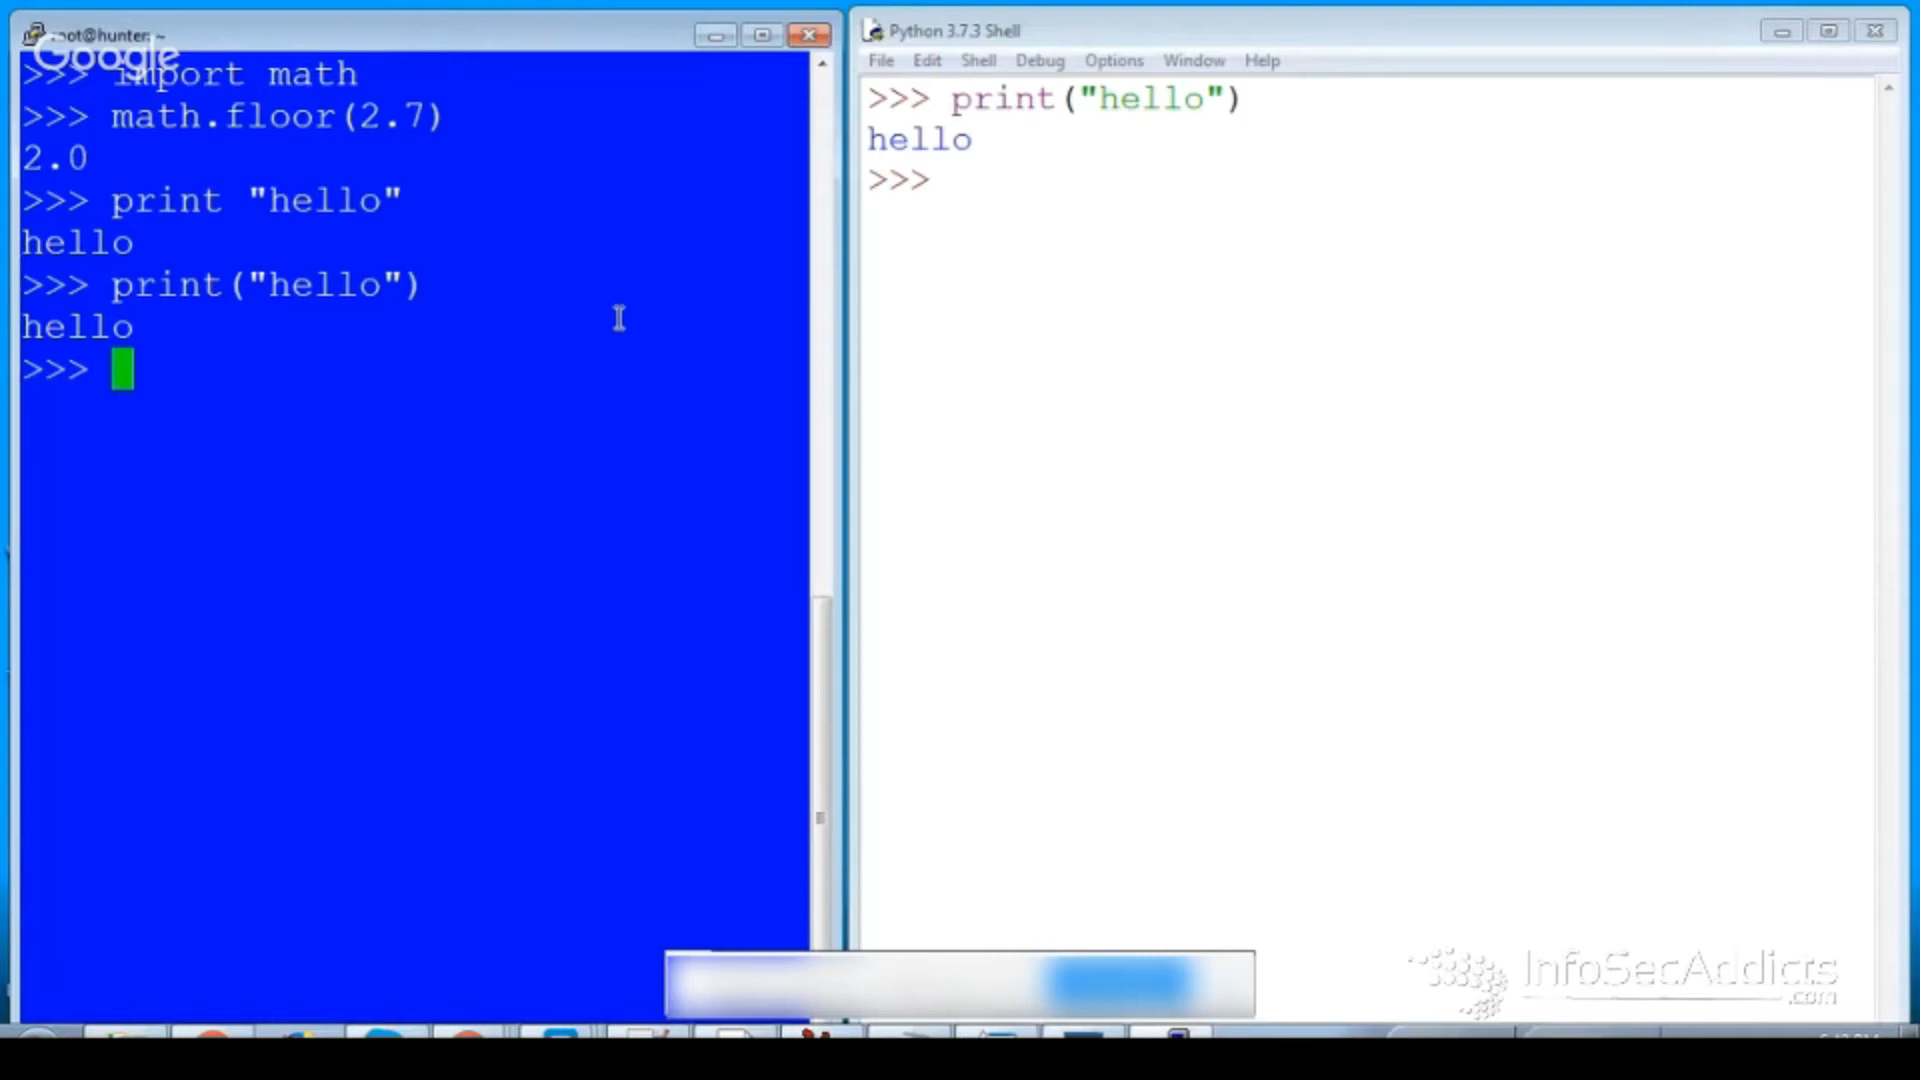 root@hunter: ~
Google
>>> import math
>>> math.floor(2.7)
2.0
>>> print "hello"
hello
>>> print("hello")
hello
>>>
Python 3.7.3 Shell
File Edit Shell Debug Options Window Help
>>> print("hello")
hello
>>>
InfoSecAddicts
.com